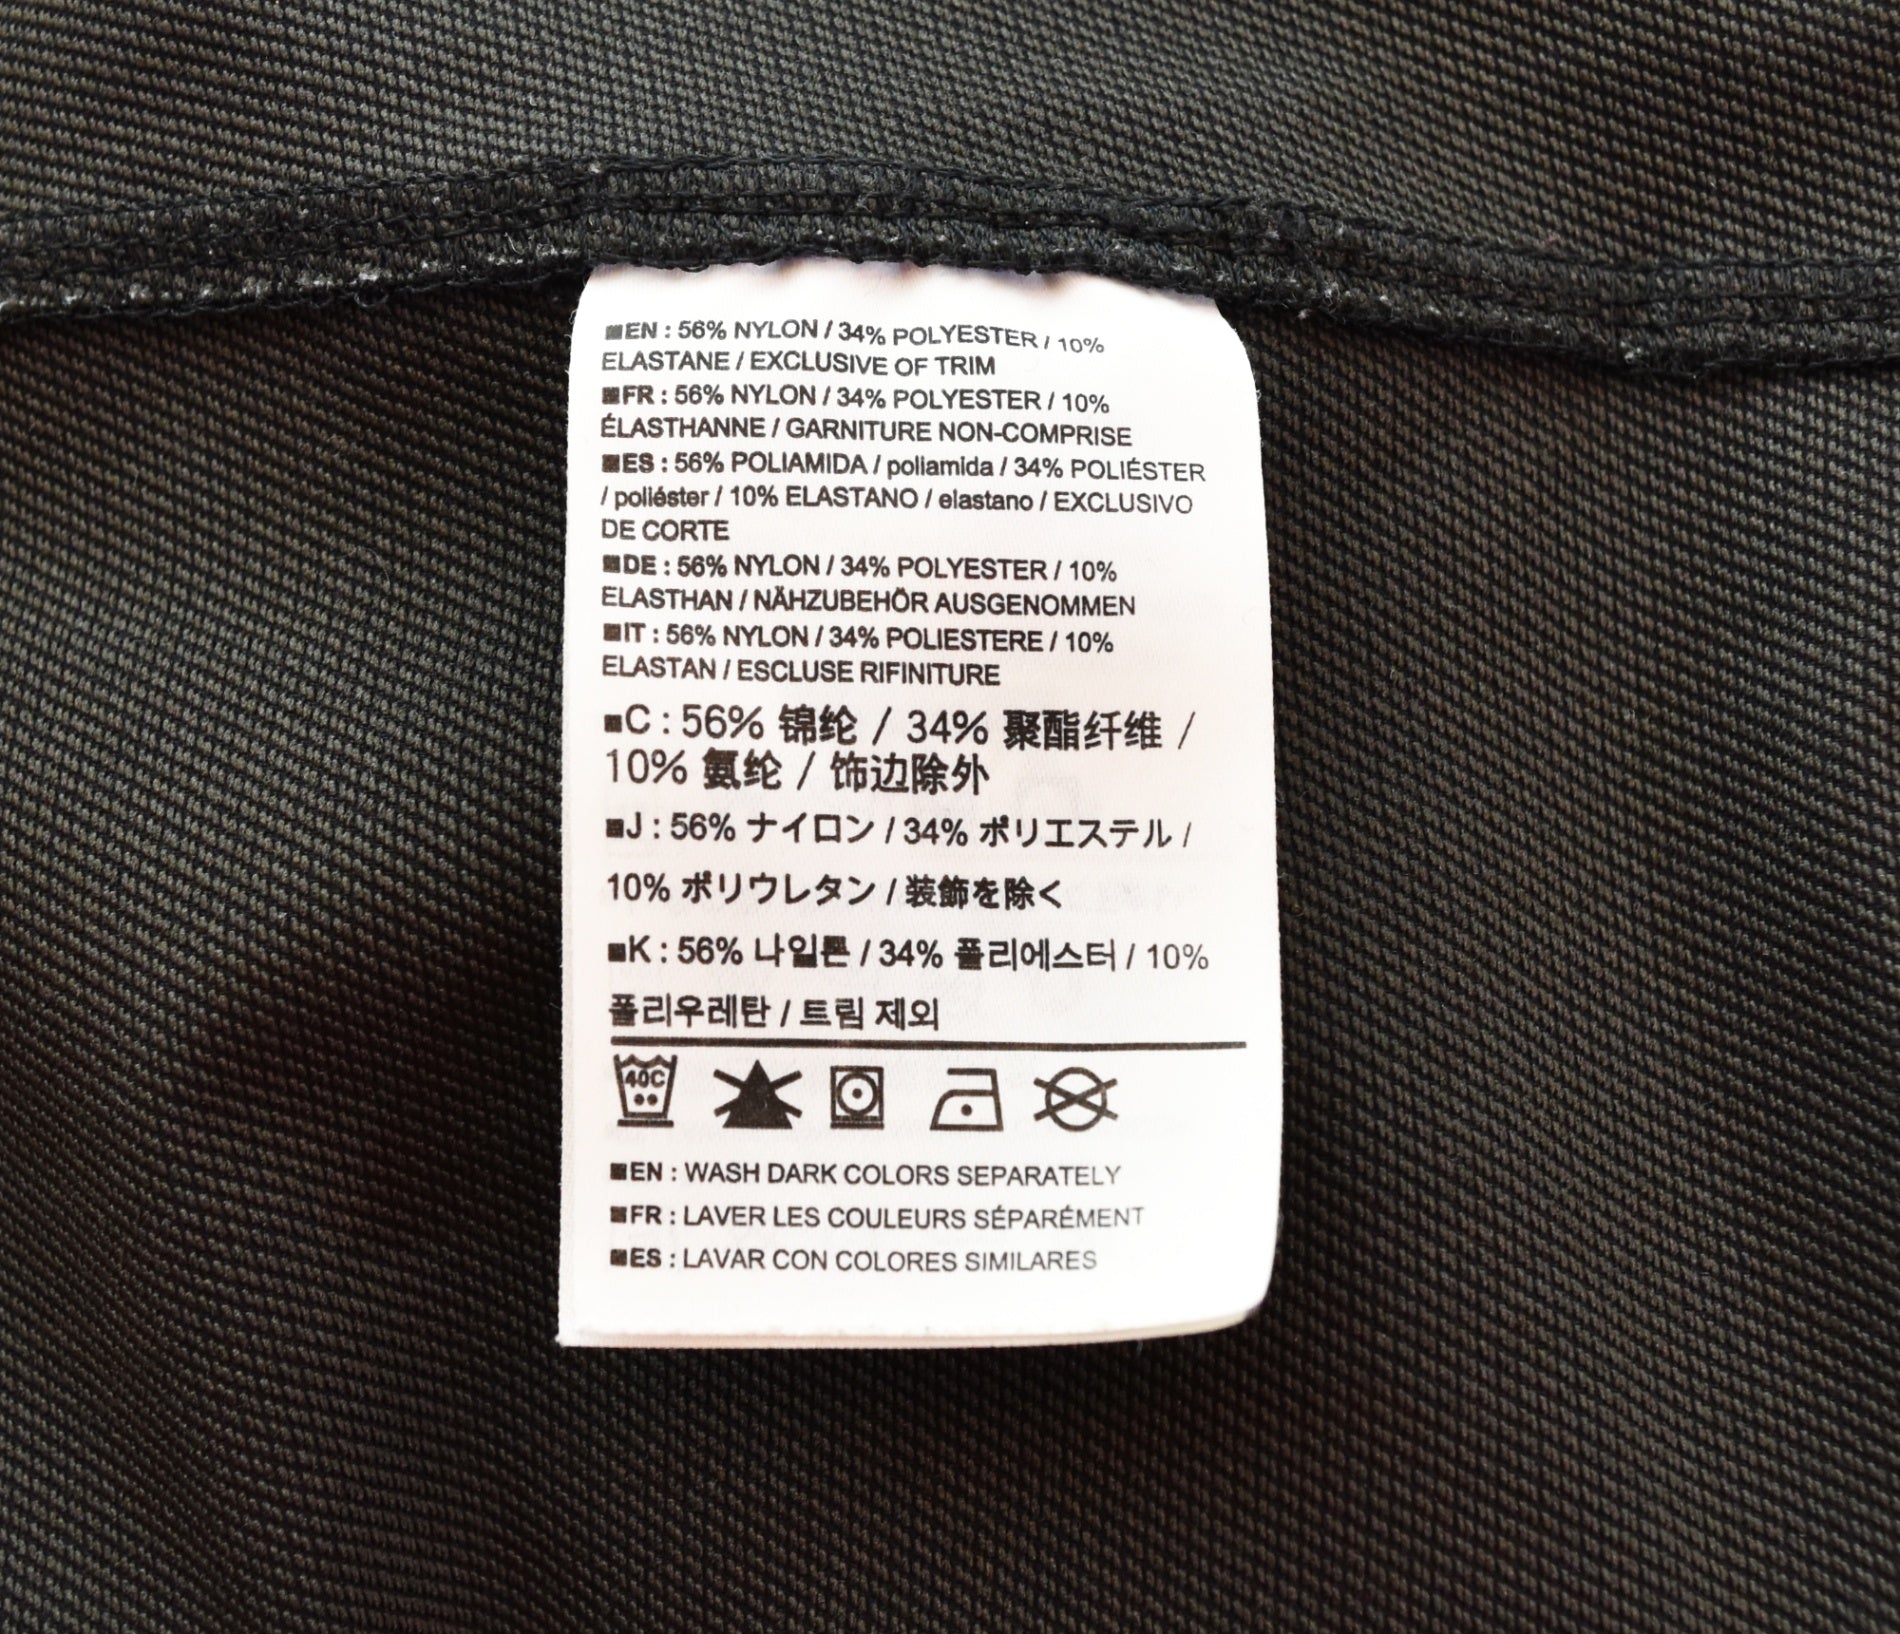 ■EN : 56% NYLON / 34% POLYESTER / 10%
ELASTANE / EXCLUSIVE OF TRIM
■FR : 56% NYLON / 34% POLYESTER / 10%
ÉLASTHANNE / GARNITURE NON-COMPRISE
■ES : 56% POLIAMIDA / poliamida / 34% POLIÉSTER
/ poliéster / 10% ELASTANO / elastano / EXCLUSIVO
DE CORTE
■DE : 56% NYLON / 34% POLYESTER / 10%
ELASTHAN / NÄHZUBEHÖR AUSGENOMMEN
■IT : 56% NYLON / 34% POLIESTERE / 10%
ELASTAN / ESCLUSE RIFINITURE
■C : 56% 锦纶 / 34% 聚酯纤维 /
10% 氨纶 / 饰边除外
■J : 56% ナイロン / 34% ポリエステル /
10% ポリウレタン / 装飾を除く
■K : 56% 나일론 / 34% 폴리에스터 / 10%
폴리우레탄 / 트림 제외
40C
■EN : WASH DARK COLORS SEPARATELY
■FR : LAVER LES COULEURS SÉPARÉMENT
■ES : LAVAR CON COLORES SIMILARES